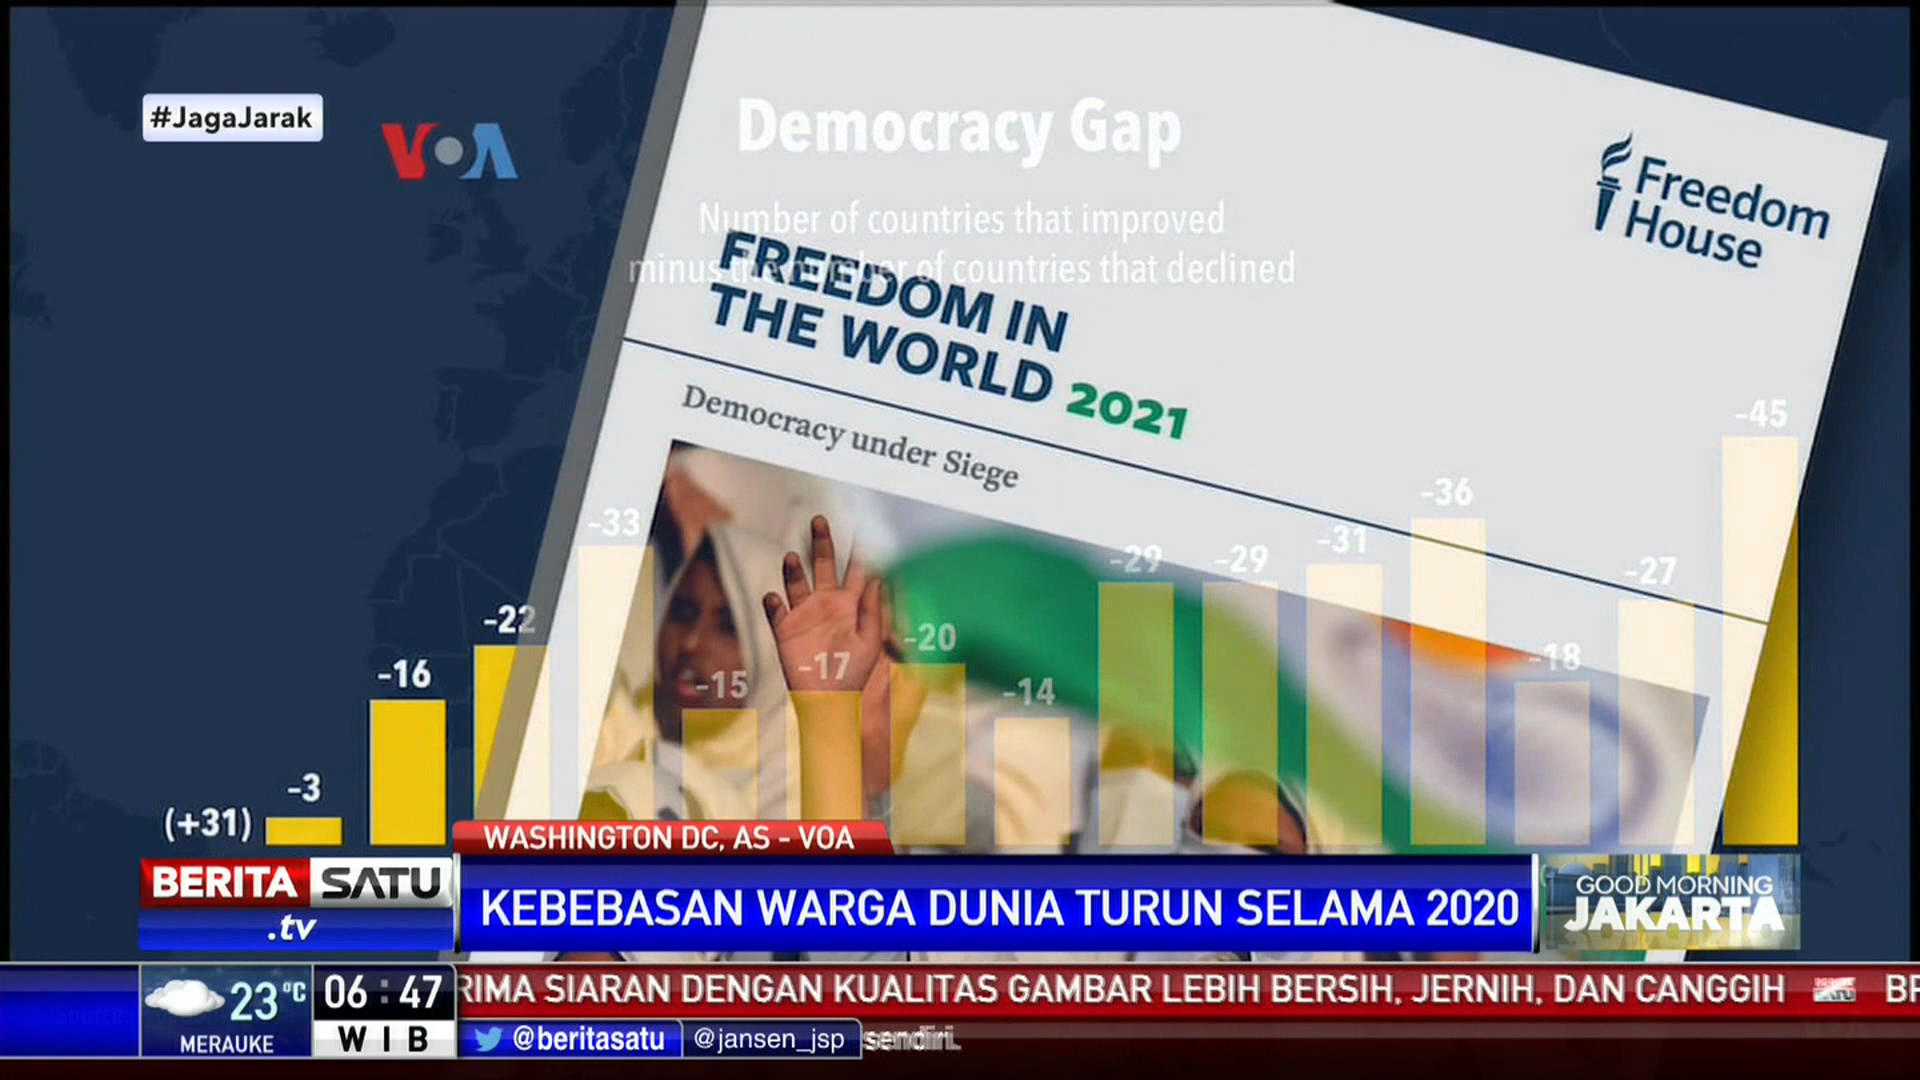 #JagaJarak
VOA
Democracy Gap
Number of countries that improved
minus the number of countries that declined
Freedom
House
FREEDOM IN
THE WORLD 2021
Democracy under Siege
(+31)
-3
-16
-22
-33
-15
-17
-20
-14
-29
-29
-31
-36
-18
-27
-45
WASHINGTON DC, AS - VOA
BERITA SATU
.tv
KEBEBASAN WARGA DUNIA TURUN SELAMA 2020
GOOD MORNING
JAKARTA
23°C
MERAUKE
06:47
WIB
RIMA SIARAN DENGAN KUALITAS GAMBAR LEBIH BERSIH, JERNIH, DAN CANGGIH
@beritasatu
@jansen_jsp
sendiri.